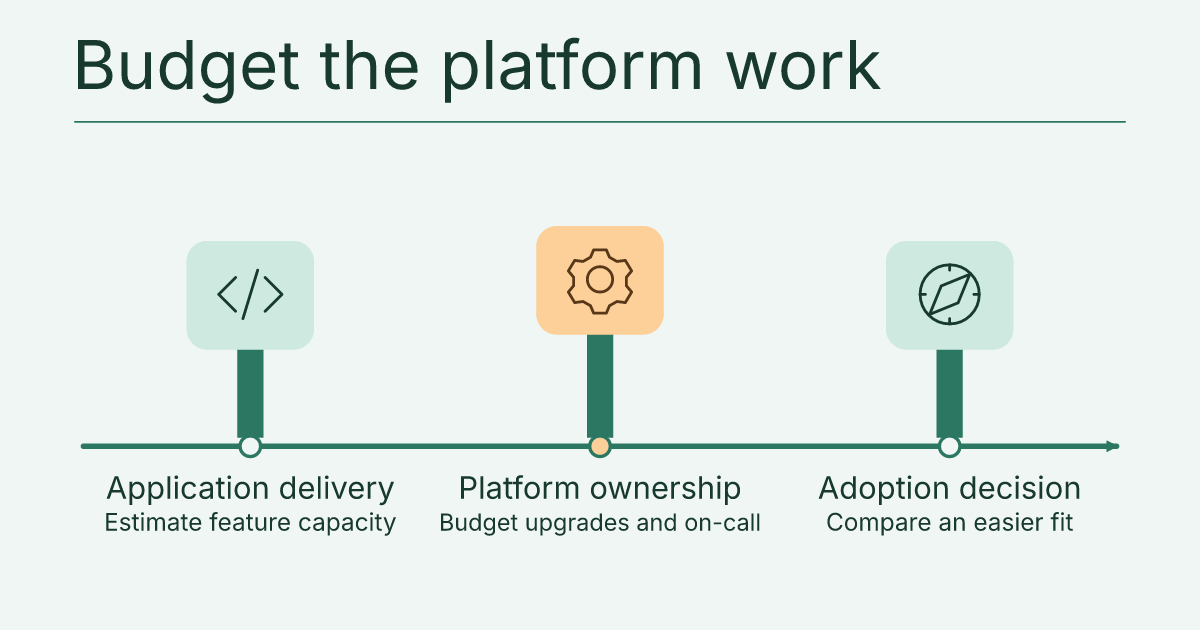 Budget the platform work
Application delivery
Estimate feature capacity
Platform ownership
Budget upgrades and on-call
Adoption decision
Compare an easier fit